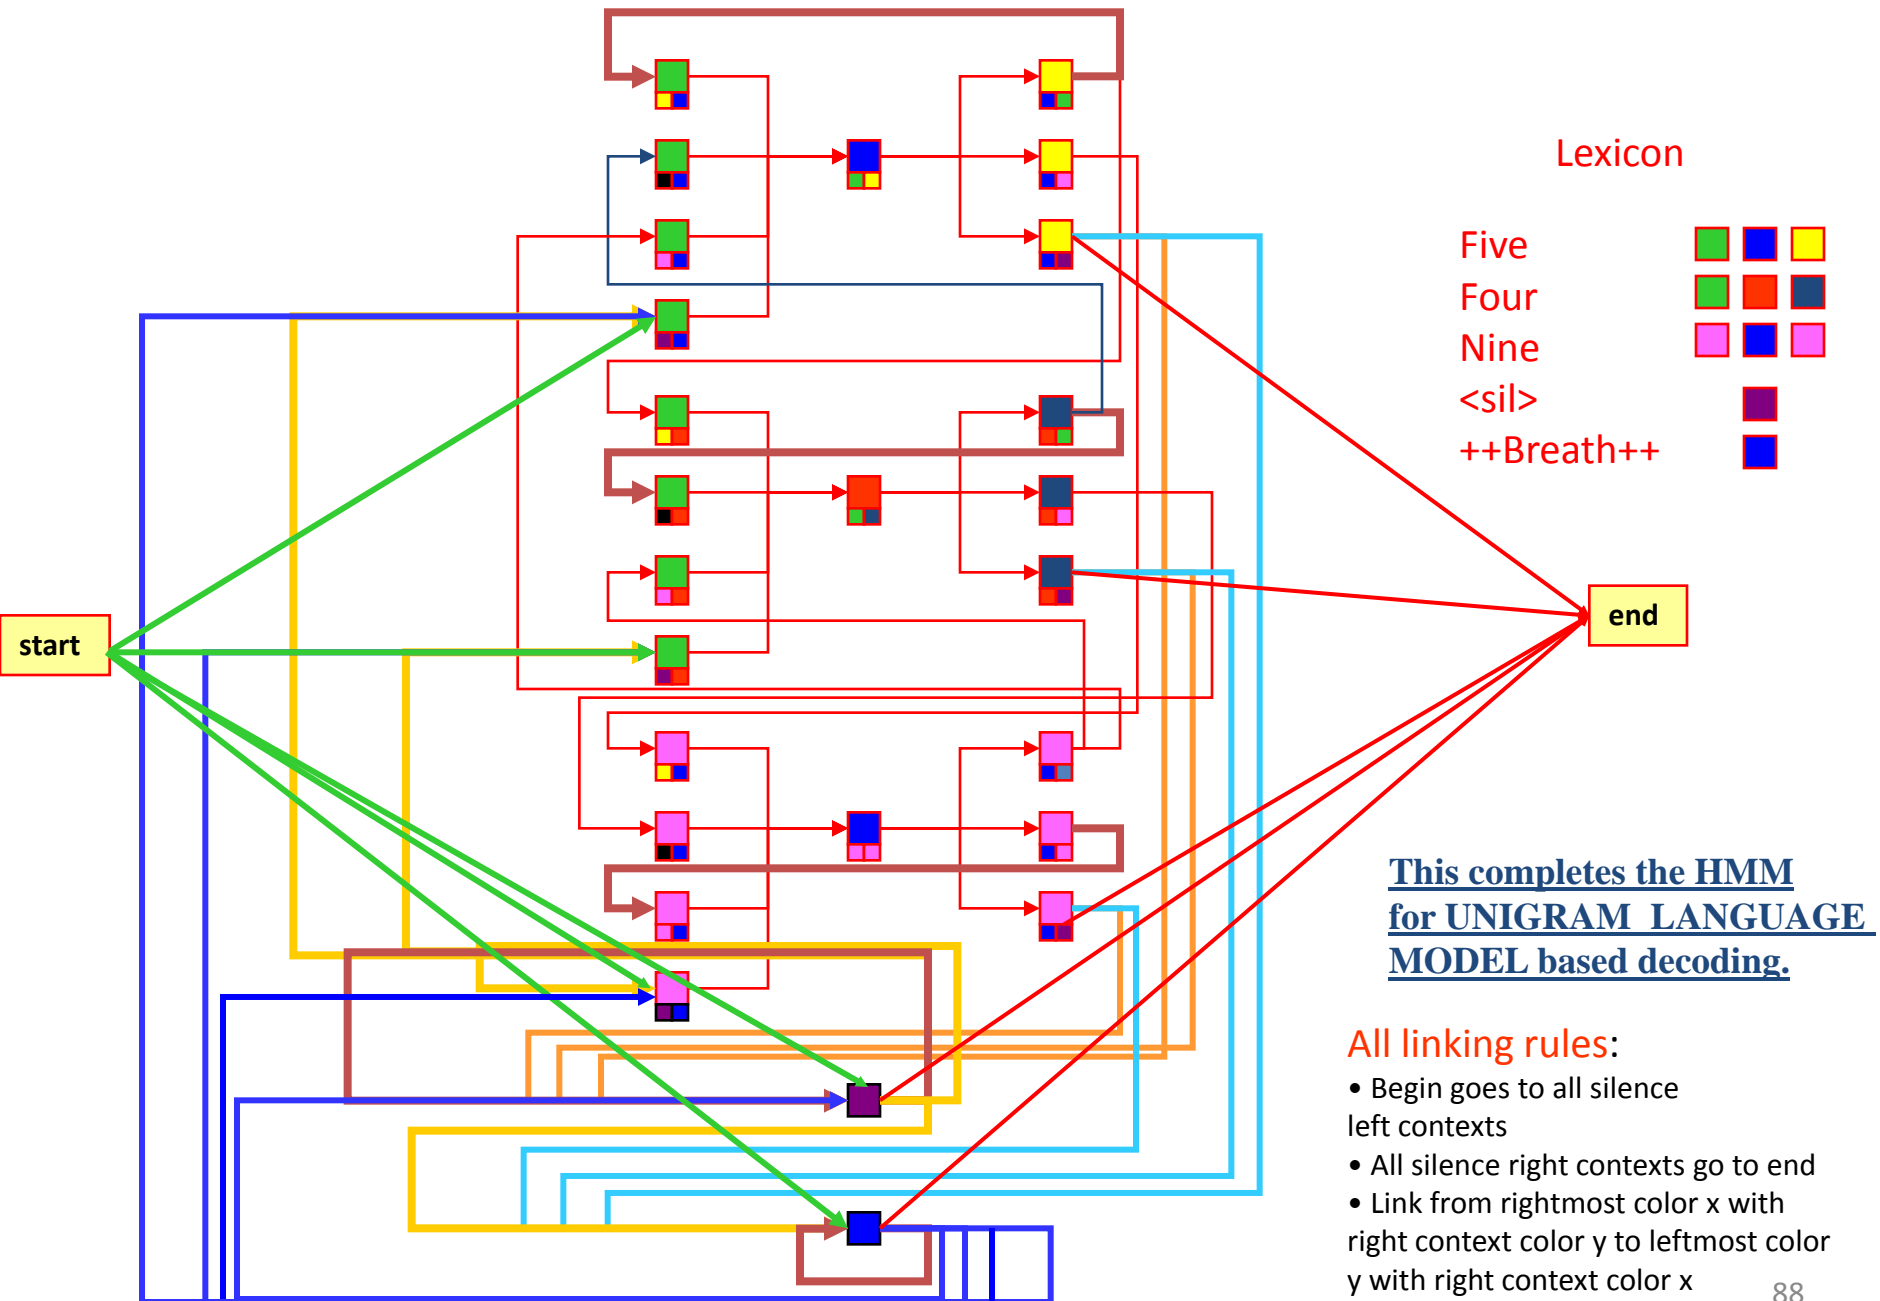 Lexicon
Five
Four
Nine
<sil>
++Breath++
start
end
This completes the HMM
for UNIGRAM LANGUAGE
MODEL based decoding.
All linking rules:
• Begin goes to all silence
left contexts
• All silence right contexts go to end
• Link from rightmost color x with
right context color y to leftmost color
y with right context color x
88